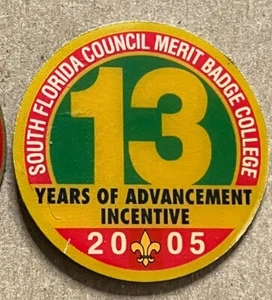 SOUTH FLORIDA COUNCIL MERIT BADGE COLLEGE
13
YEARS OF ADVANCEMENT
INCENTIVE
20 05